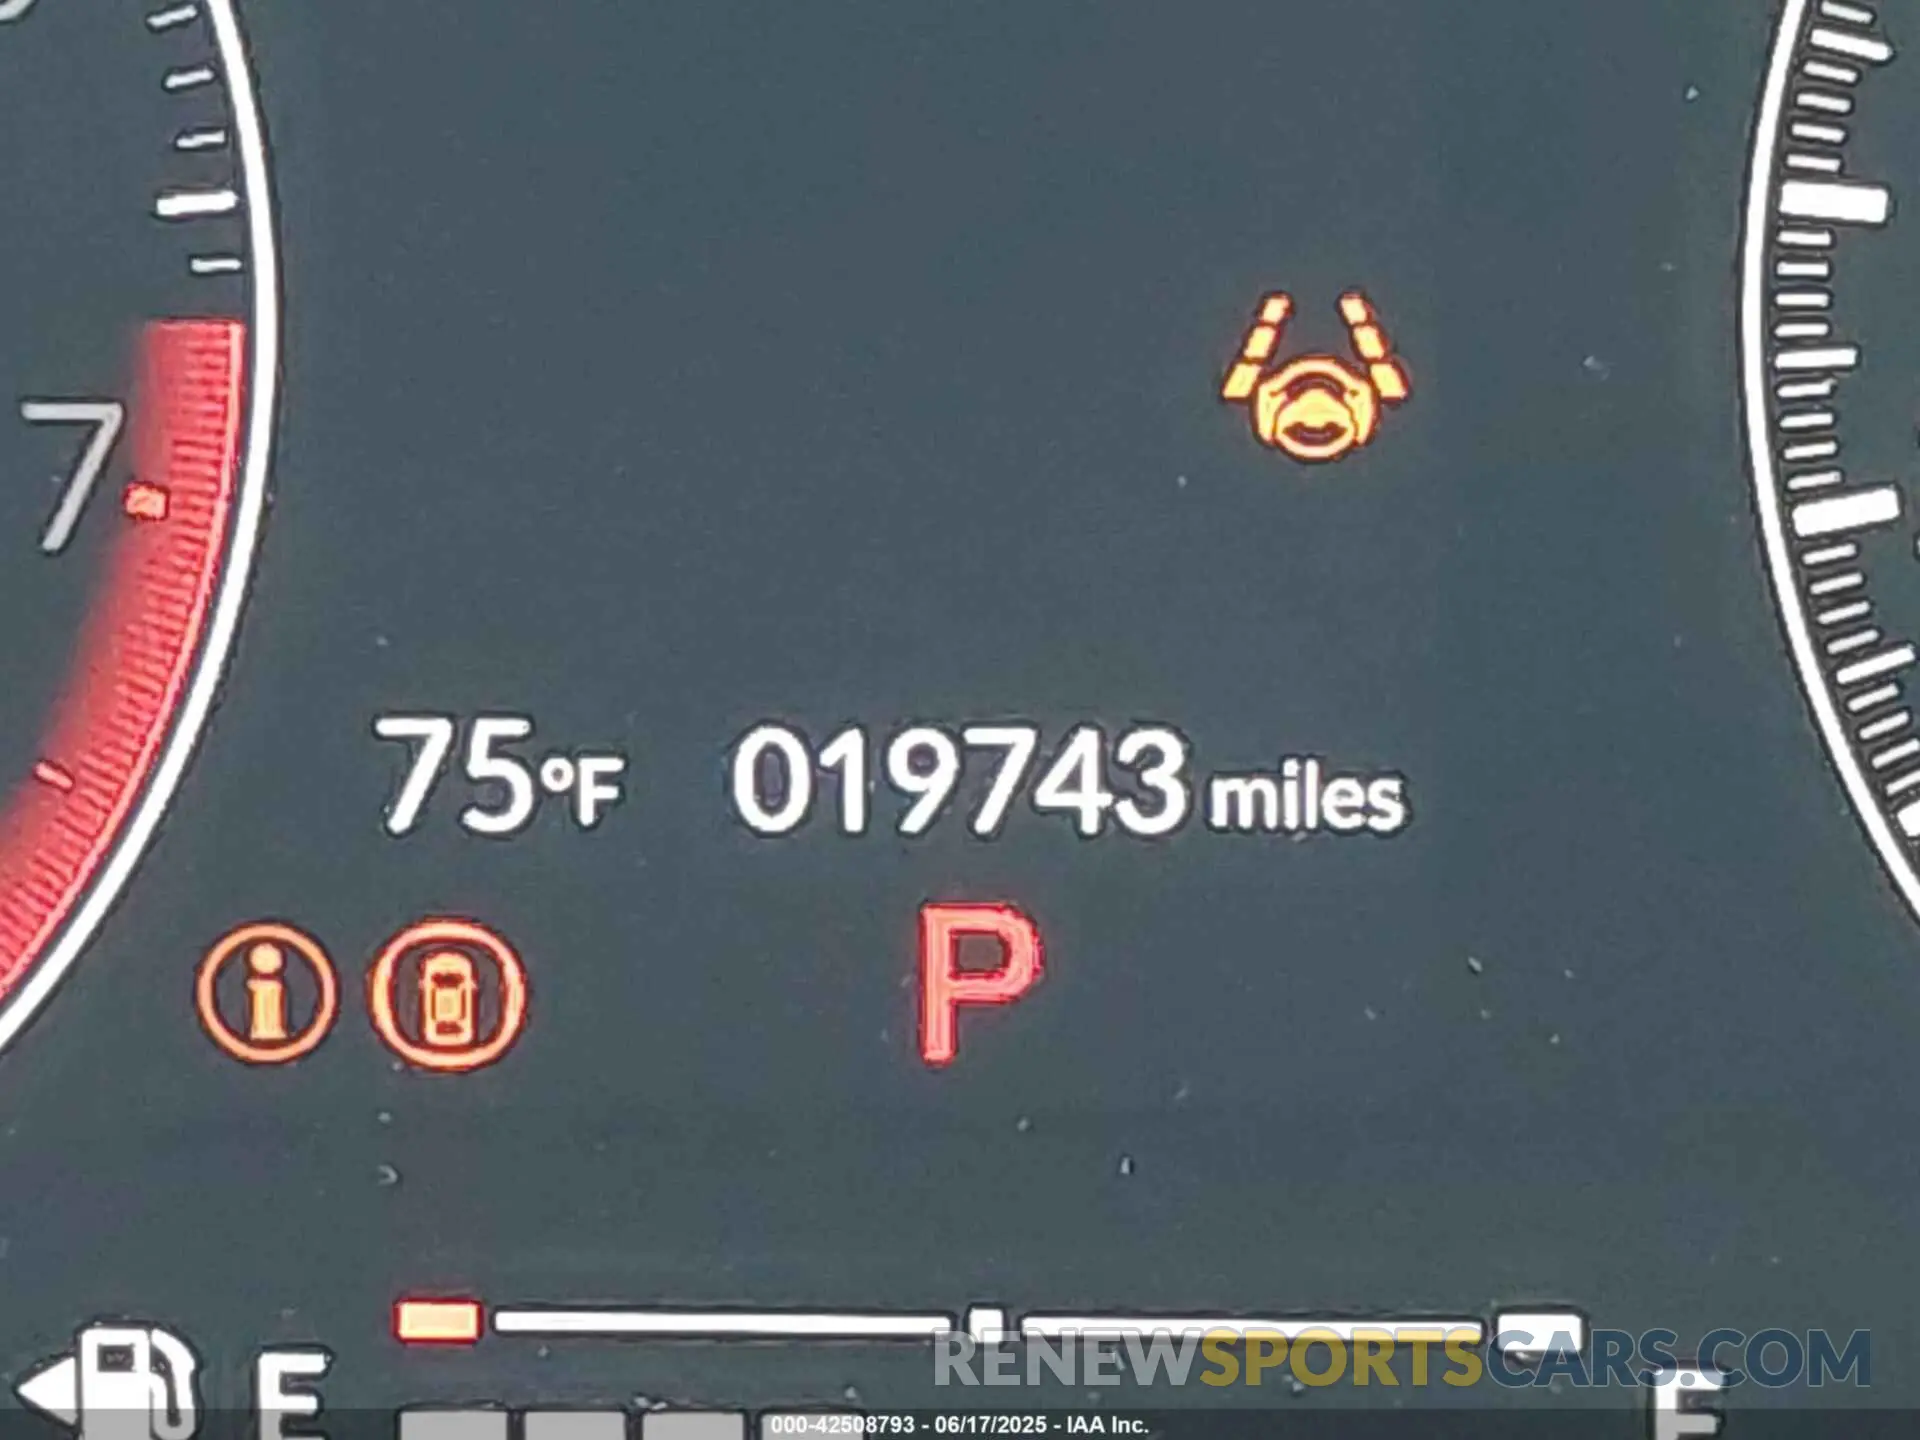 7
75°F 019743 miles
i
P
E
F
RENEWSPORTSCARS.COM
000-42508793 - 06/17/2025 - IAA Inc.